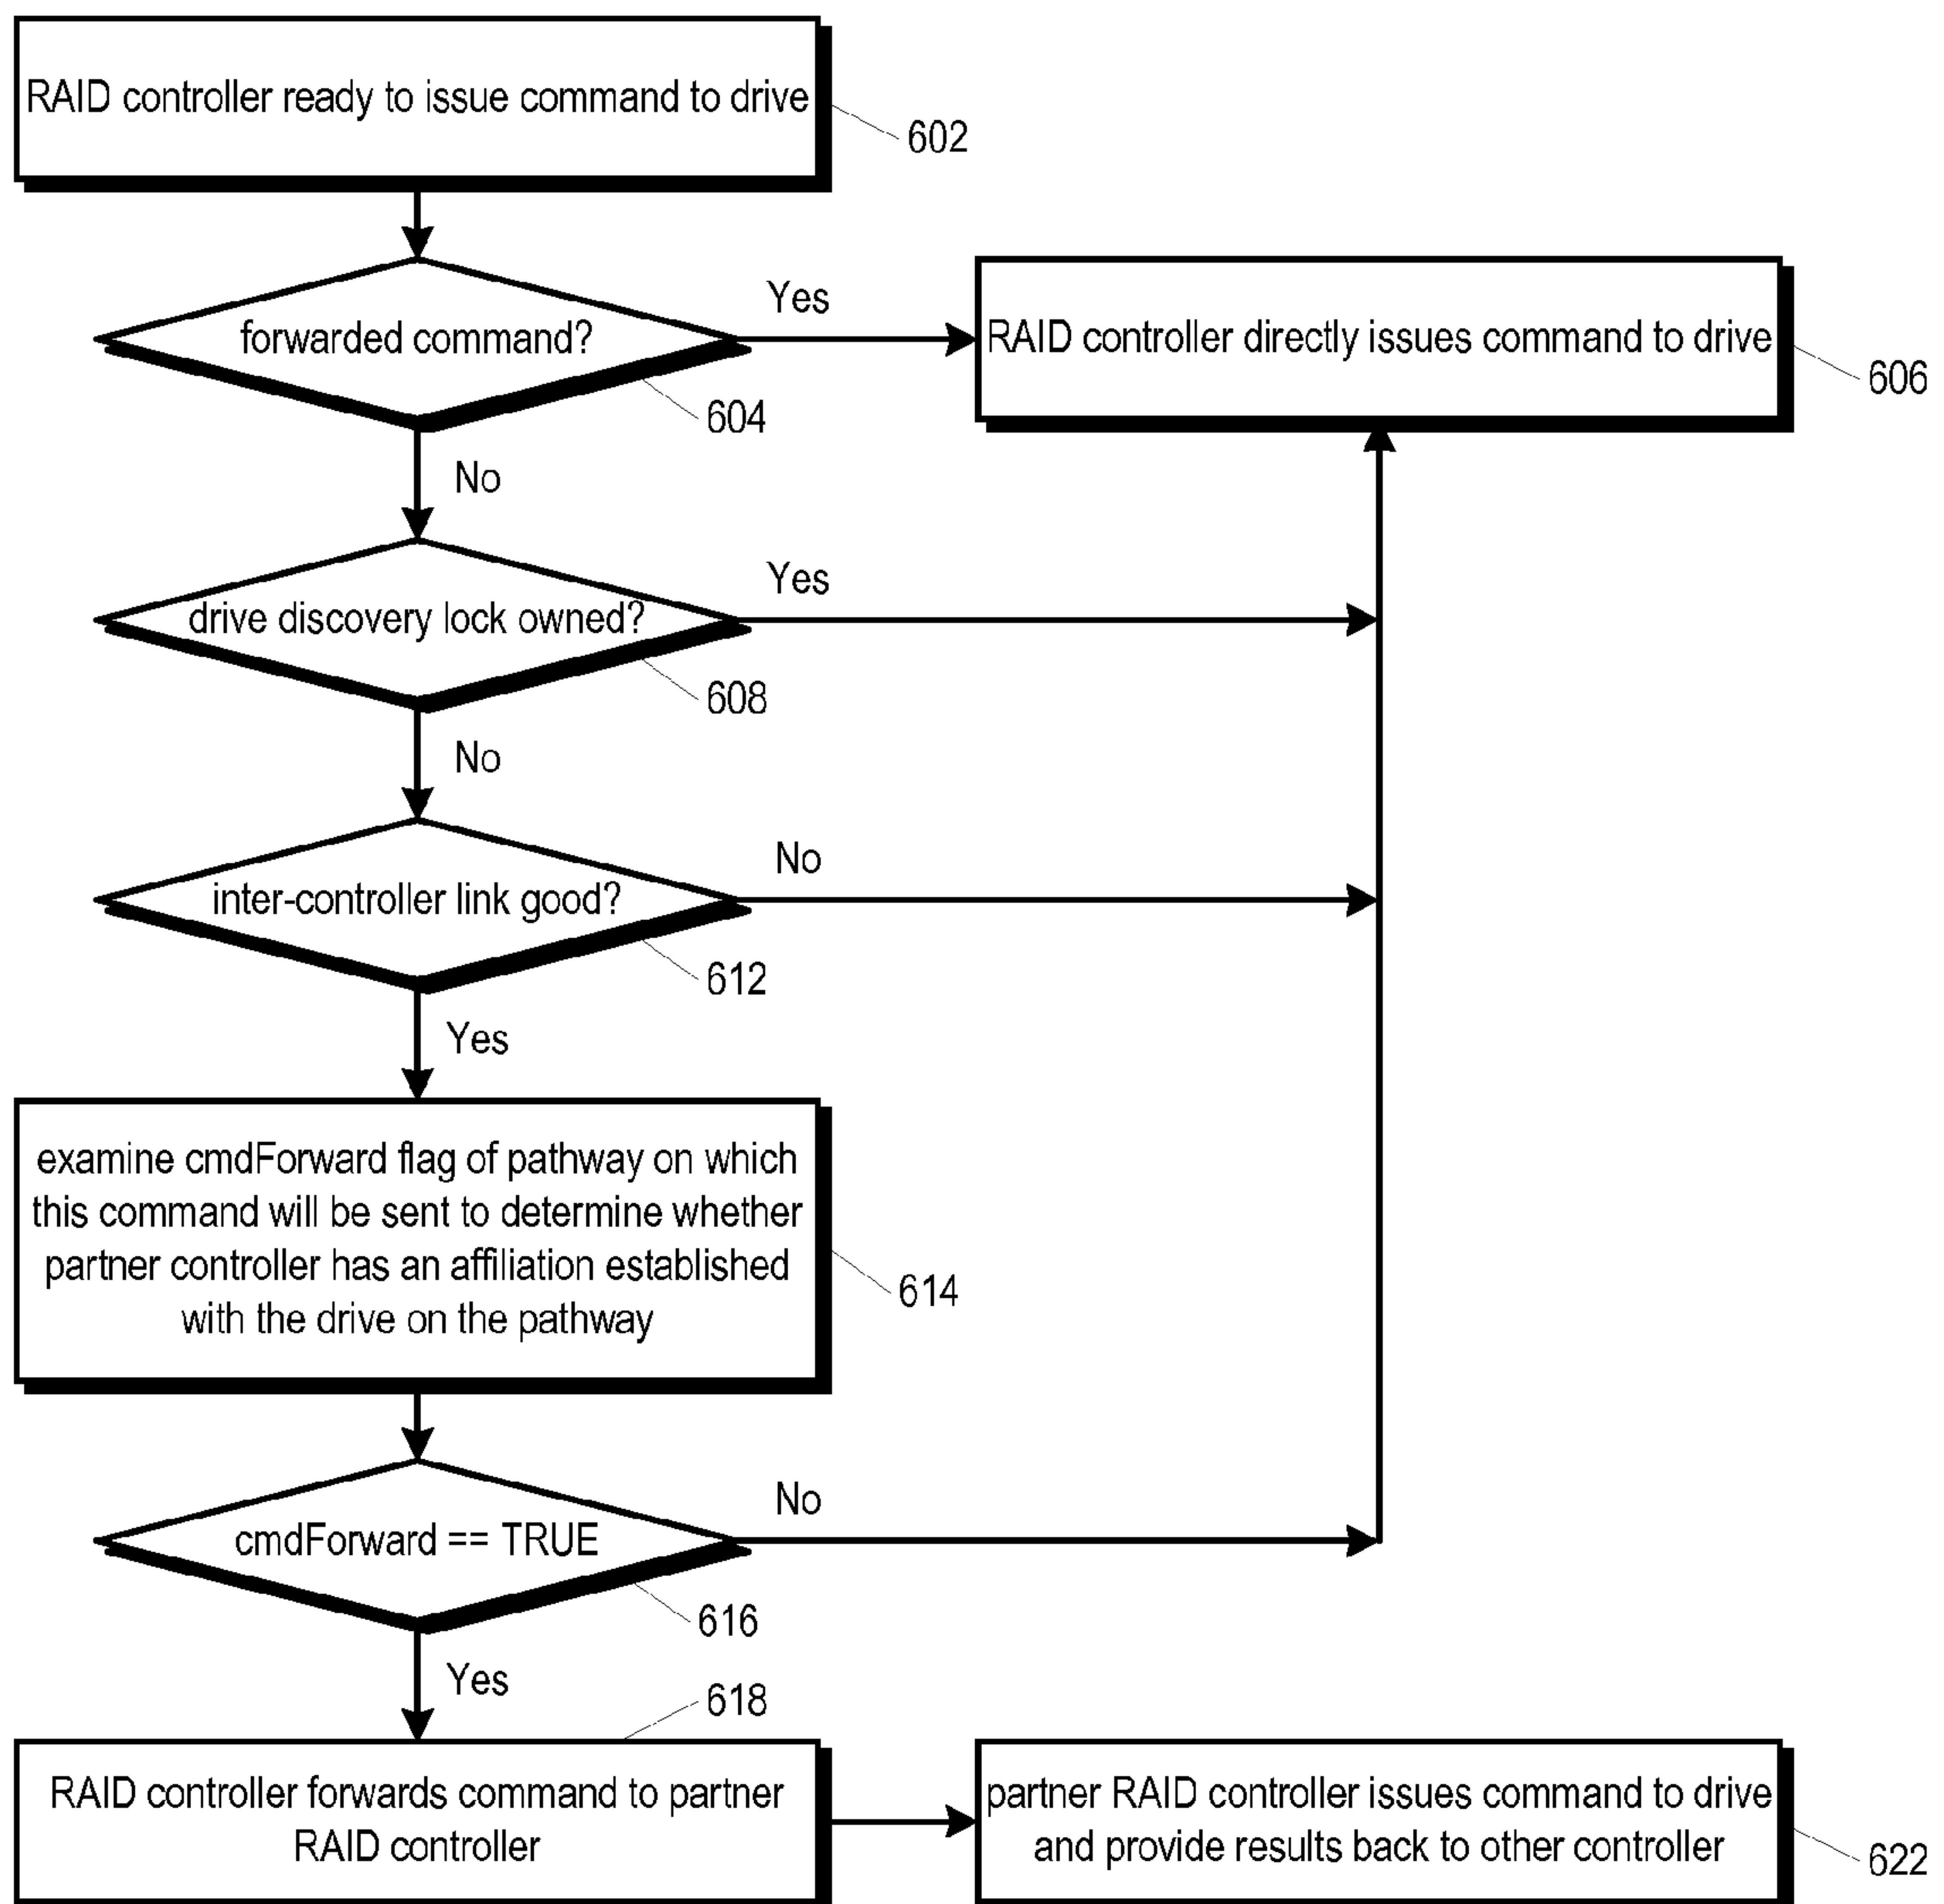 RAID controller ready to issue command to drive
602
forwarded command?
Yes
604
RAID controller directly issues command to drive
606
No
drive discovery lock owned?
Yes
608
No
inter-controller link good?
No
612
Yes
examine cmdForward flag of pathway on which
this command will be sent to determine whether
partner controller has an affiliation established
with the drive on the pathway
614
cmdForward == TRUE
No
616
Yes
618
RAID controller forwards command to partner
RAID controller
partner RAID controller issues command to drive
and provide results back to other controller
622